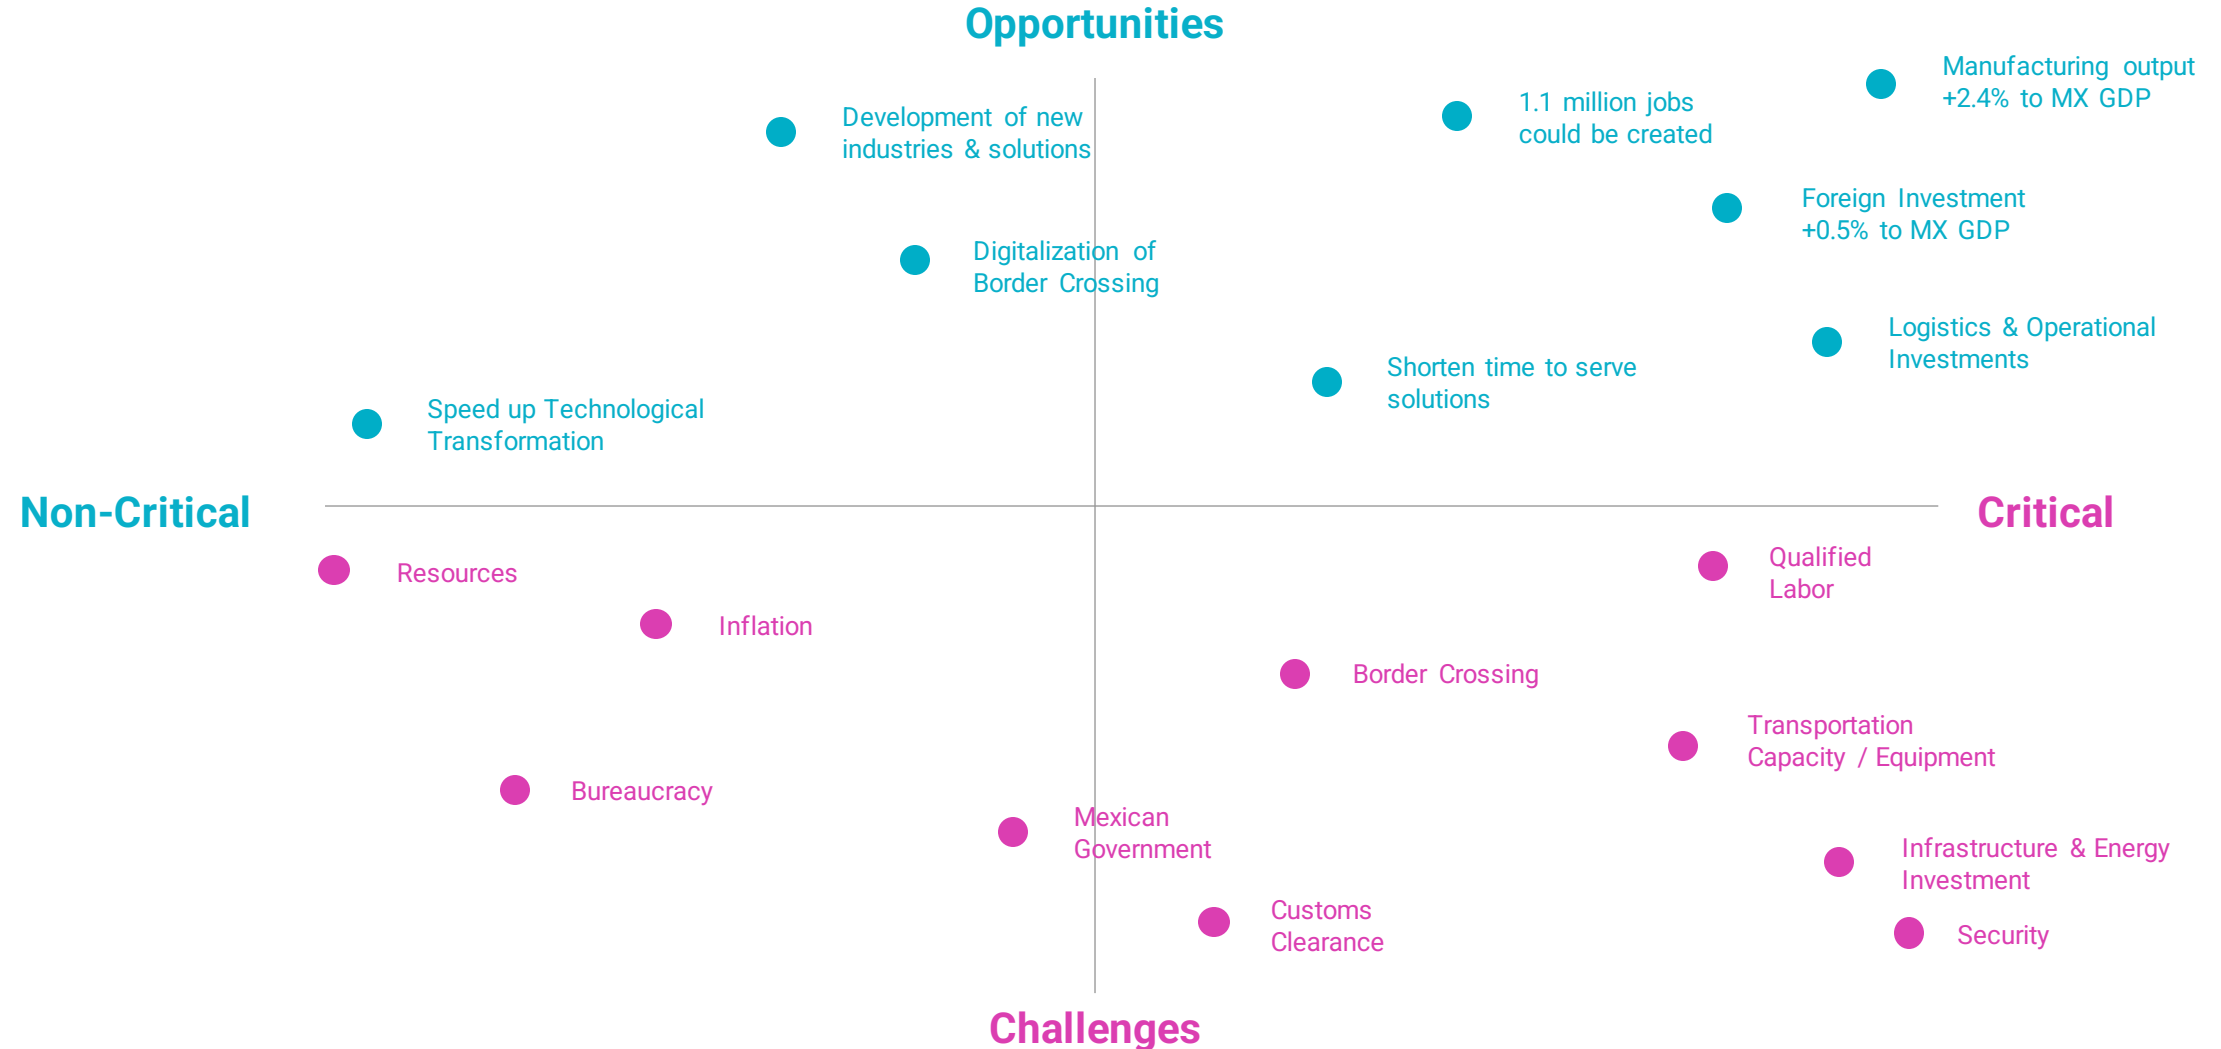 Opportunities
Manufacturing output
+2.4% to MX GDP
1.1 million jobs
could be created
Development of new
industries & solutions
Foreign Investment
+0.5% to MX GDP
Digitalization of
Border Crossing
Logistics & Operational
Investments
Shorten time to serve
solutions
Speed up Technological
Transformation
Non-Critical
Critical
Qualified
Labor
Resources
Inflation
Border Crossing
Transportation
Capacity / Equipment
Bureaucracy
Mexican
Government
Infrastructure & Energy
Investment
Customs
Clearance
Security
Challenges